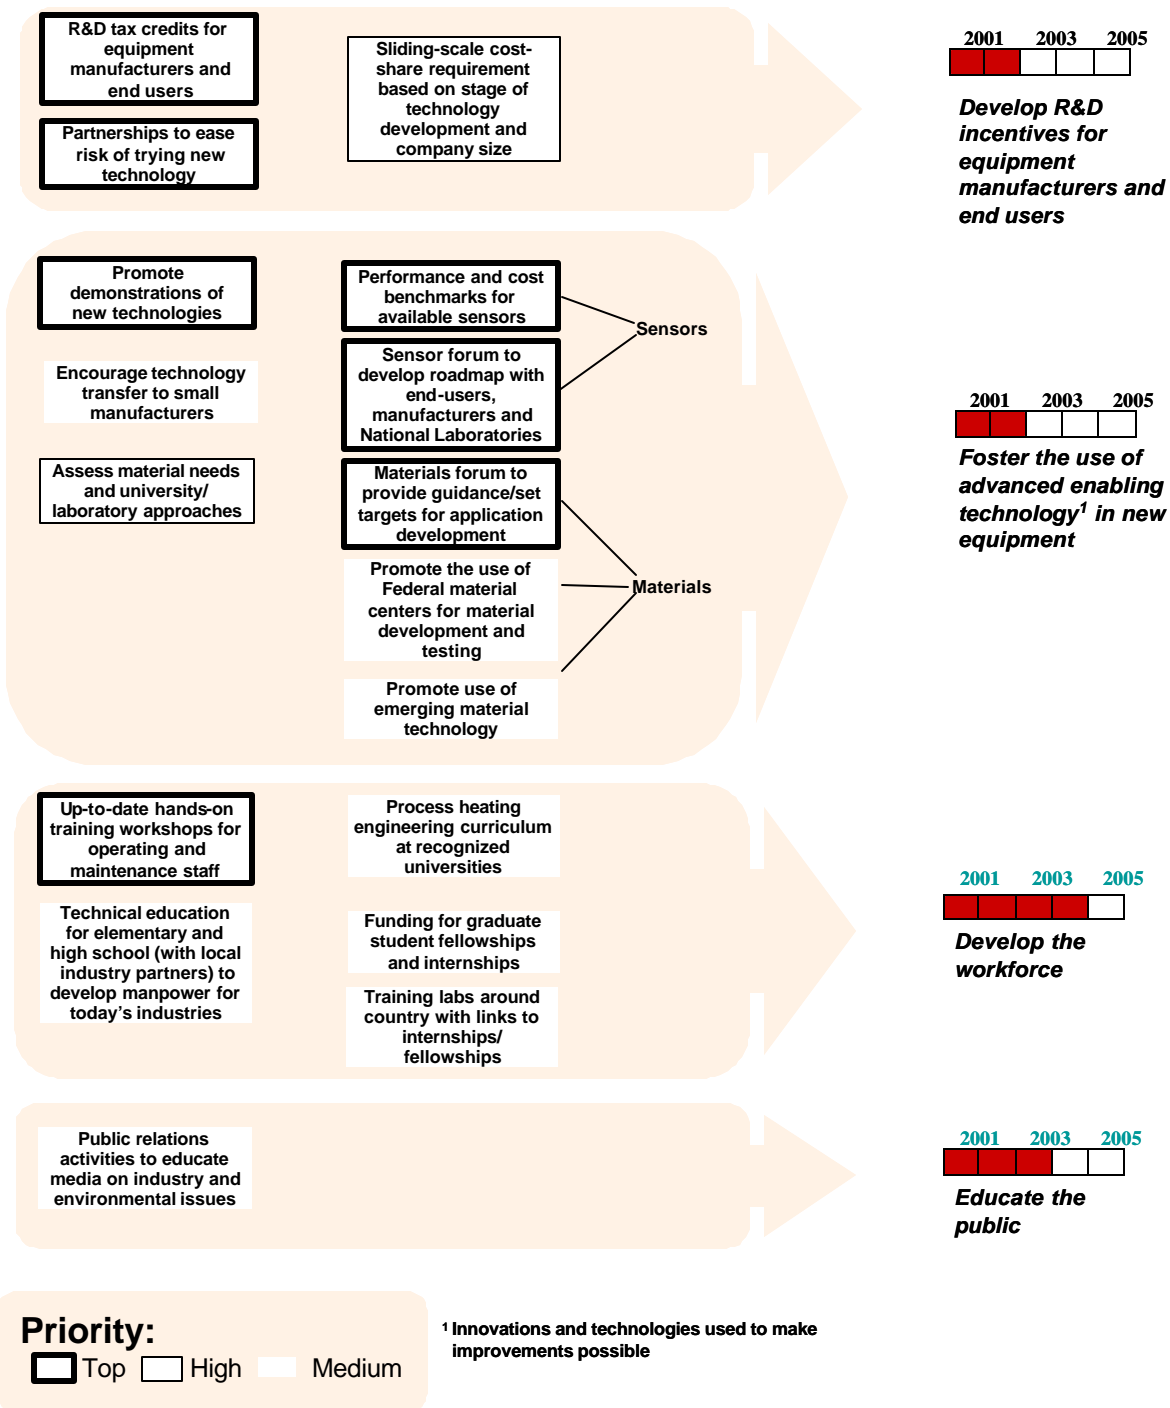 R&D tax credits for
equipment
manufacturers and
end users
Partnerships to ease
risk of trying new
technology
Sliding-scale cost-
share requirement
based on stage of
technology
development and
company size
2001 2003 2005
Develop R&D
incentives for
equipment
manufacturers and
end users
Promote
demonstrations of
new technologies
Encourage technology
transfer to small
manufacturers
Assess material needs
and university/
laboratory approaches
Performance and cost
benchmarks for
available sensors
Sensor forum to
develop roadmap with
end-users,
manufacturers and
National Laboratories
Sensors
Materials forum to
provide guidance/set
targets for application
development
Promote the use of
Federal material
centers for material
development and
testing
Promote use of
emerging material
technology
Materials
2001 2003 2005
Foster the use of
advanced enabling
technology¹ in new
equipment
Up-to-date hands-on
training workshops for
operating and
maintenance staff
Technical education
for elementary and
high school (with local
industry partners) to
develop manpower for
today's industries
Process heating
engineering curriculum
at recognized
universities
Funding for graduate
student fellowships
and internships
Training labs around
country with links to
internships/
fellowships
2001 2003 2005
Develop the
workforce
Public relations
activities to educate
media on industry and
environmental issues
2001 2003 2005
Educate the
public
Priority:
Top High Medium
¹ Innovations and technologies used to make
improvements possible